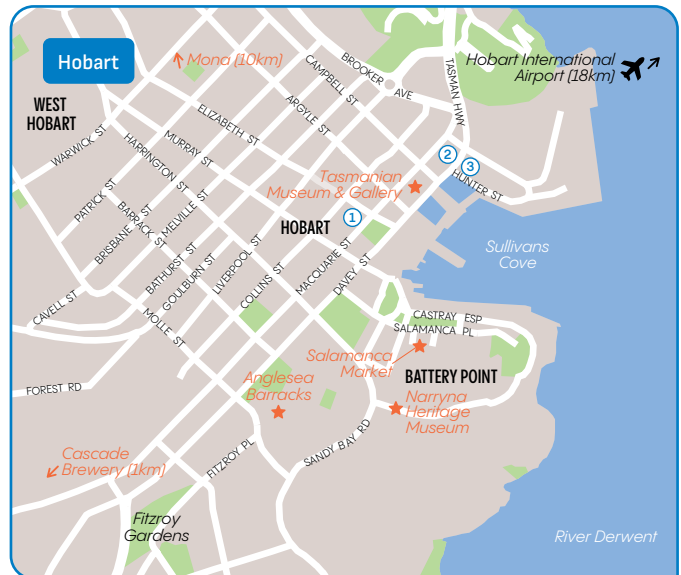 Hobart
Mona (10km)
Hobart International
Airport (18km)
WEST
HOBART
BROOKER AVE
CAMPBELL ST
TASMAN HWY
ARGYLE ST
ELIZABETH ST
WARWICK ST
MURRAY ST
HARRINGTON ST
2
3
HUNTER ST
Tasmanian
Museum & Gallery
PATRICK ST
BARRACK ST
BRISBANE ST
MELVILLE ST
1
HOBART
Sullivans
Cove
BATHURST ST
GOULBURN ST
LIVERPOOL ST
COLLINS ST
MACQUARIE ST
DAVEY ST
CAVELL ST
MOLLE ST
CASTRAY ESP
SALAMANCA PL
Salamanca
Market
BATTERY POINT
FOREST RD
Anglesea
Barracks
Narryna
Heritage
Museum
SANDY BAY RD
Cascade
Brewery (1km)
FITZROY PL
Fitzroy
Gardens
River Derwent